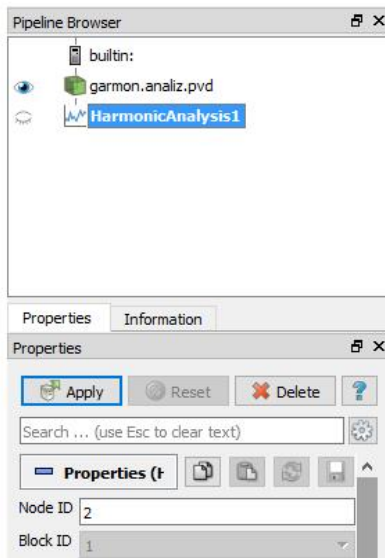 Pipeline Browser
builtin:
garmon.analiz.pvd
HarmonicAnalysis1
Properties Information
Properties
Apply Reset Delete ?
Search ... (use Esc to clear text)
Properties (H
Node ID 2
Block ID 1